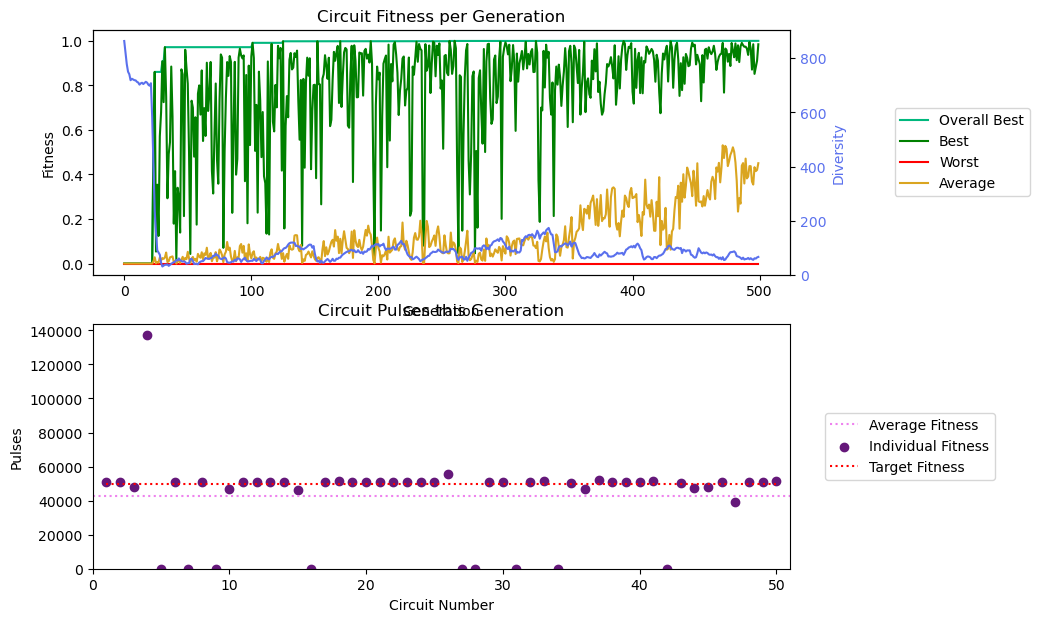 Circuit Fitness per Generation
1.0
0.8
0.6
0.4
0.2
0.0
Fitness
800
600
400
200
0
Diversity
0 100 200 300 400 500
Generation
Overall Best
Best
Worst
Average
Circuit Pulses this Generation
140000
120000
100000
80000
60000
40000
20000
0
Pulses
0 10 20 30 40 50
Circuit Number
Average Fitness
Individual Fitness
Target Fitness